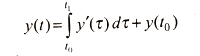 y(t) = ∫_{t_0}^{t_1} y′(τ) dτ + y(t_0)